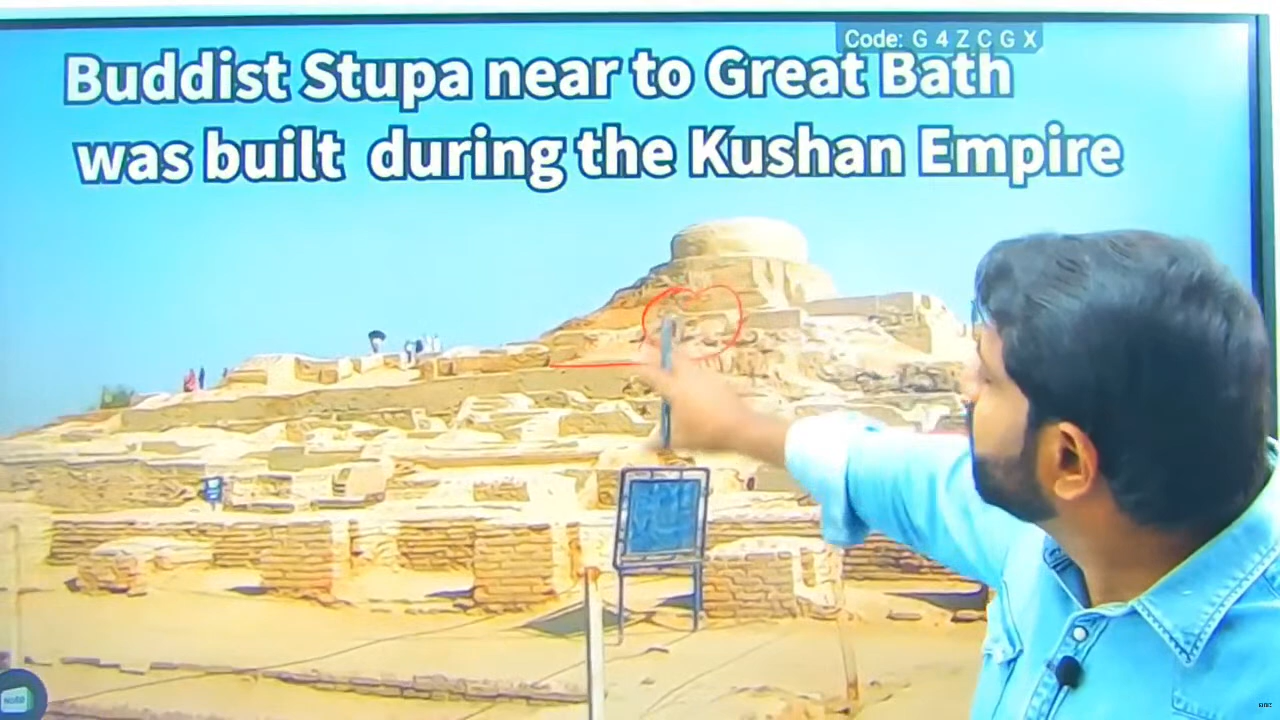 Code: G 4 Z C G X
Buddist Stupa near to Great Bath
was built during the Kushan Empire